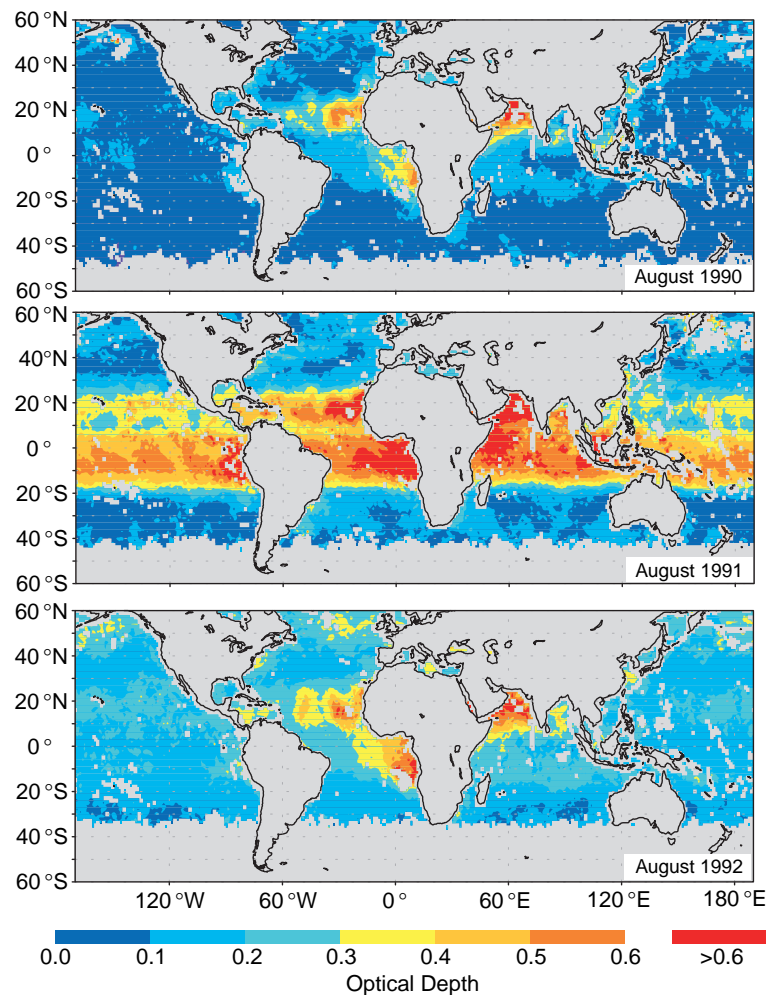 60 °N
40 °N
20 °N
0 °
20 °S
40 °S
60 °S
August 1990
60 °N
40 °N
20 °N
0 °
20 °S
40 °S
60 °S
August 1991
60 °N
40 °N
20 °N
0 °
20 °S
40 °S
60 °S
August 1992
120 °W 60 °W 0 ° 60 °E 120 °E 180 °E
0.0 0.1 0.2 0.3 0.4 0.5 0.6 >0.6
Optical Depth